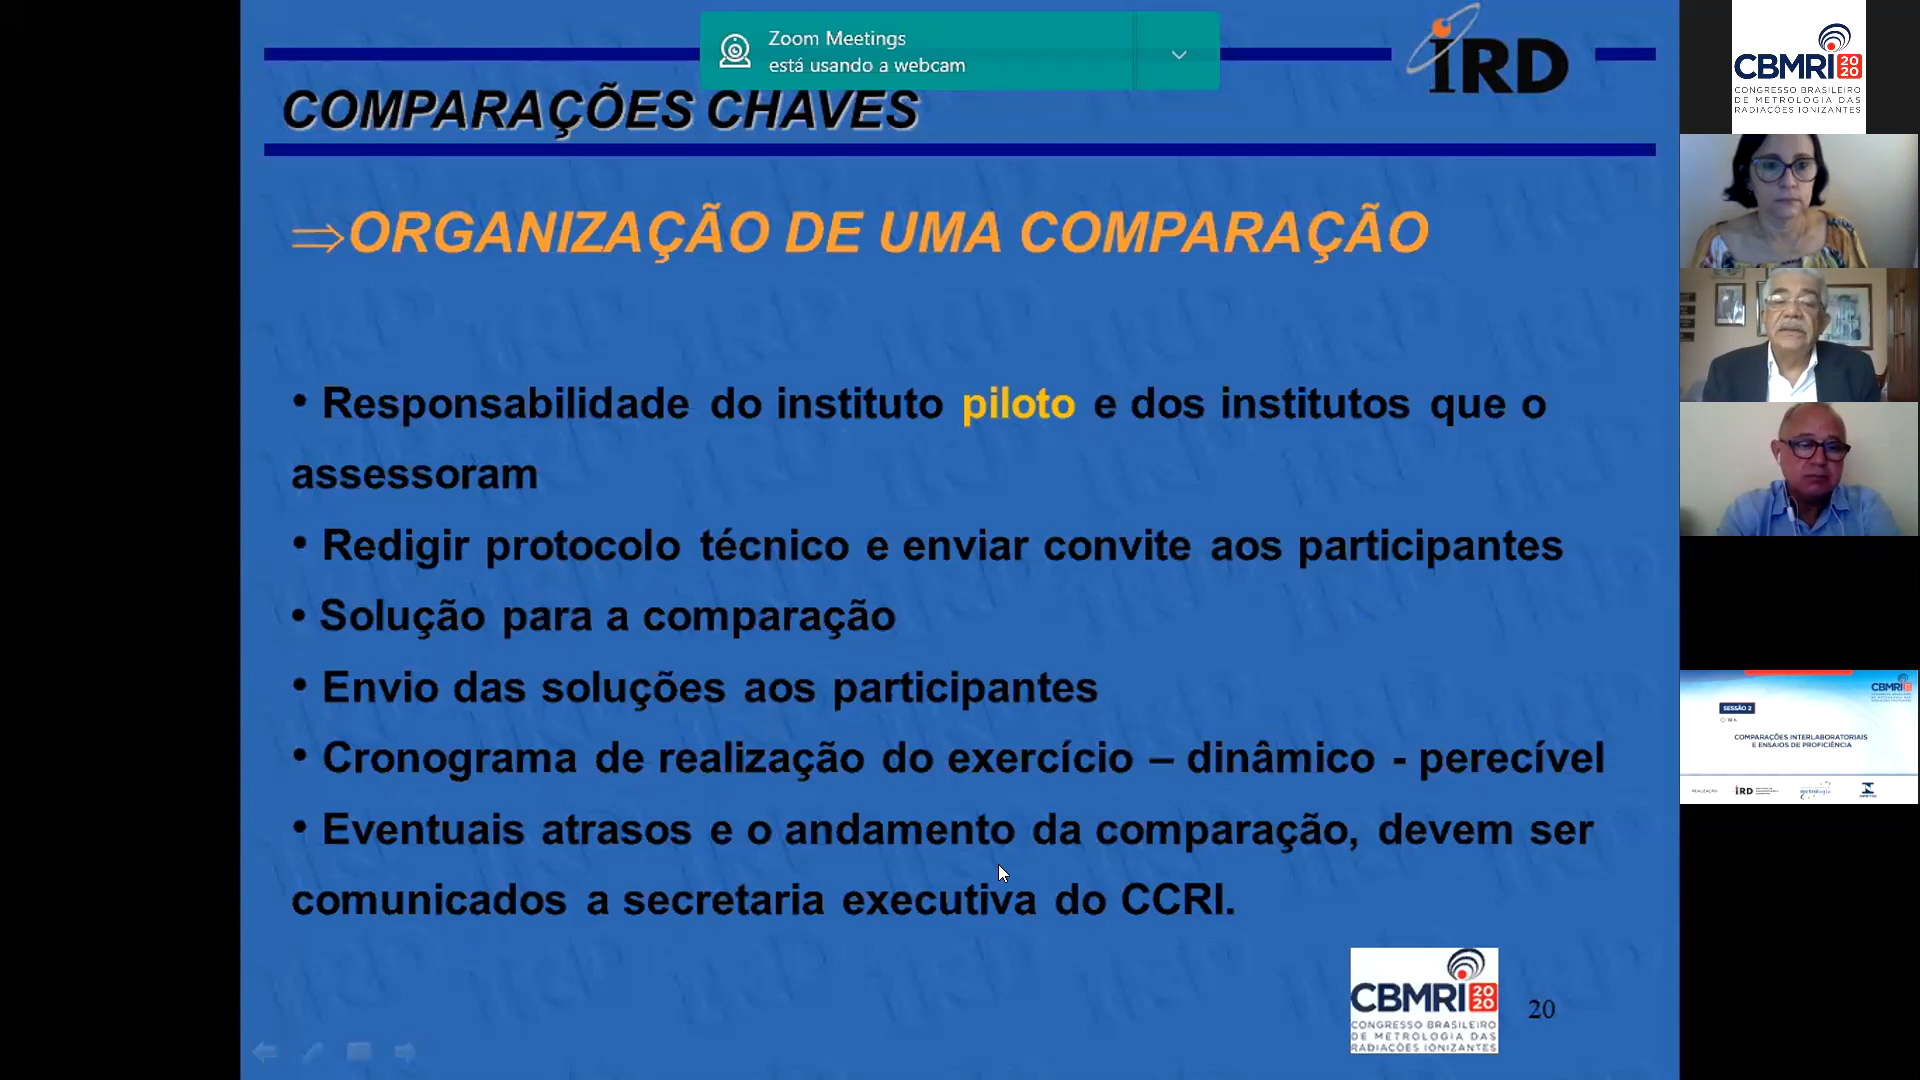 Zoom Meetings
está usando a webcam
iRD
COMPARAÇÕES CHAVES
⇒ORGANIZAÇÃO DE UMA COMPARAÇÃO
• Responsabilidade do instituto piloto e dos institutos que o
assessoram
• Redigir protocolo técnico e enviar convite aos participantes
• Solução para a comparação
• Envio das soluções aos participantes
• Cronograma de realização do exercício – dinâmico - perecível
• Eventuais atrasos e o andamento da comparação, devem ser
comunicados a secretaria executiva do CCRI.
CBMRI 2020
CONGRESSO BRASILEIRO
DE METROLOGIA DAS
RADIAÇÕES IONIZANTES
20
CBMRI 2020
CONGRESSO BRASILEIRO
DE METROLOGIA DAS
RADIAÇÕES IONIZANTES
CBMRI
SESSÃO 2
COMPARAÇÕES INTERLABORATORIAIS
E ENSAIOS DE PROFICIÊNCIA
REALIZAÇÃO
iRD